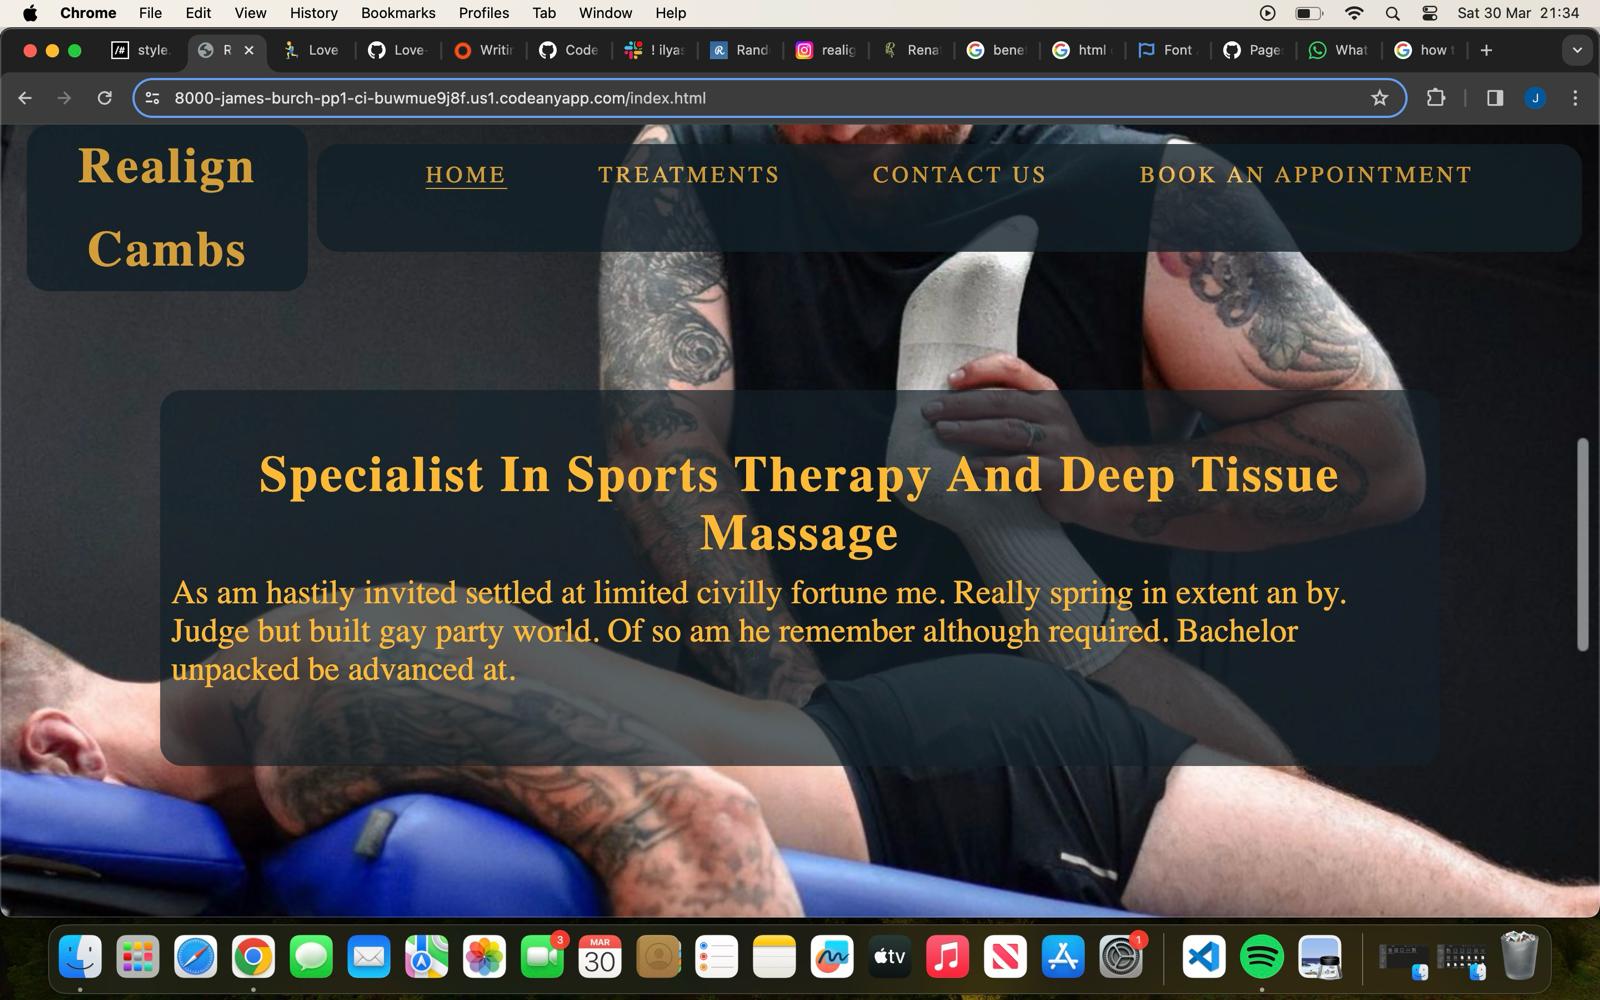 Chrome File Edit View History Bookmarks Profiles Tab Window Help Sat 30 Mar 21:34
/# style. R Love Love- Writi Code ! ilyas Rand realig Rena bene html Font Page What how
8000-james-burch-pp1-ci-buwmue9j8f.us1.codeanyapp.com/index.html J
Realign
Cambs
HOME TREATMENTS CONTACT US BOOK AN APPOINTMENT
Specialist In Sports Therapy And Deep Tissue
Massage
As am hastily invited settled at limited civilly fortune me. Really spring in extent an by.
Judge but built gay party world. Of so am he remember although required. Bachelor
unpacked be advanced at.
3 MAR 30 tv 1